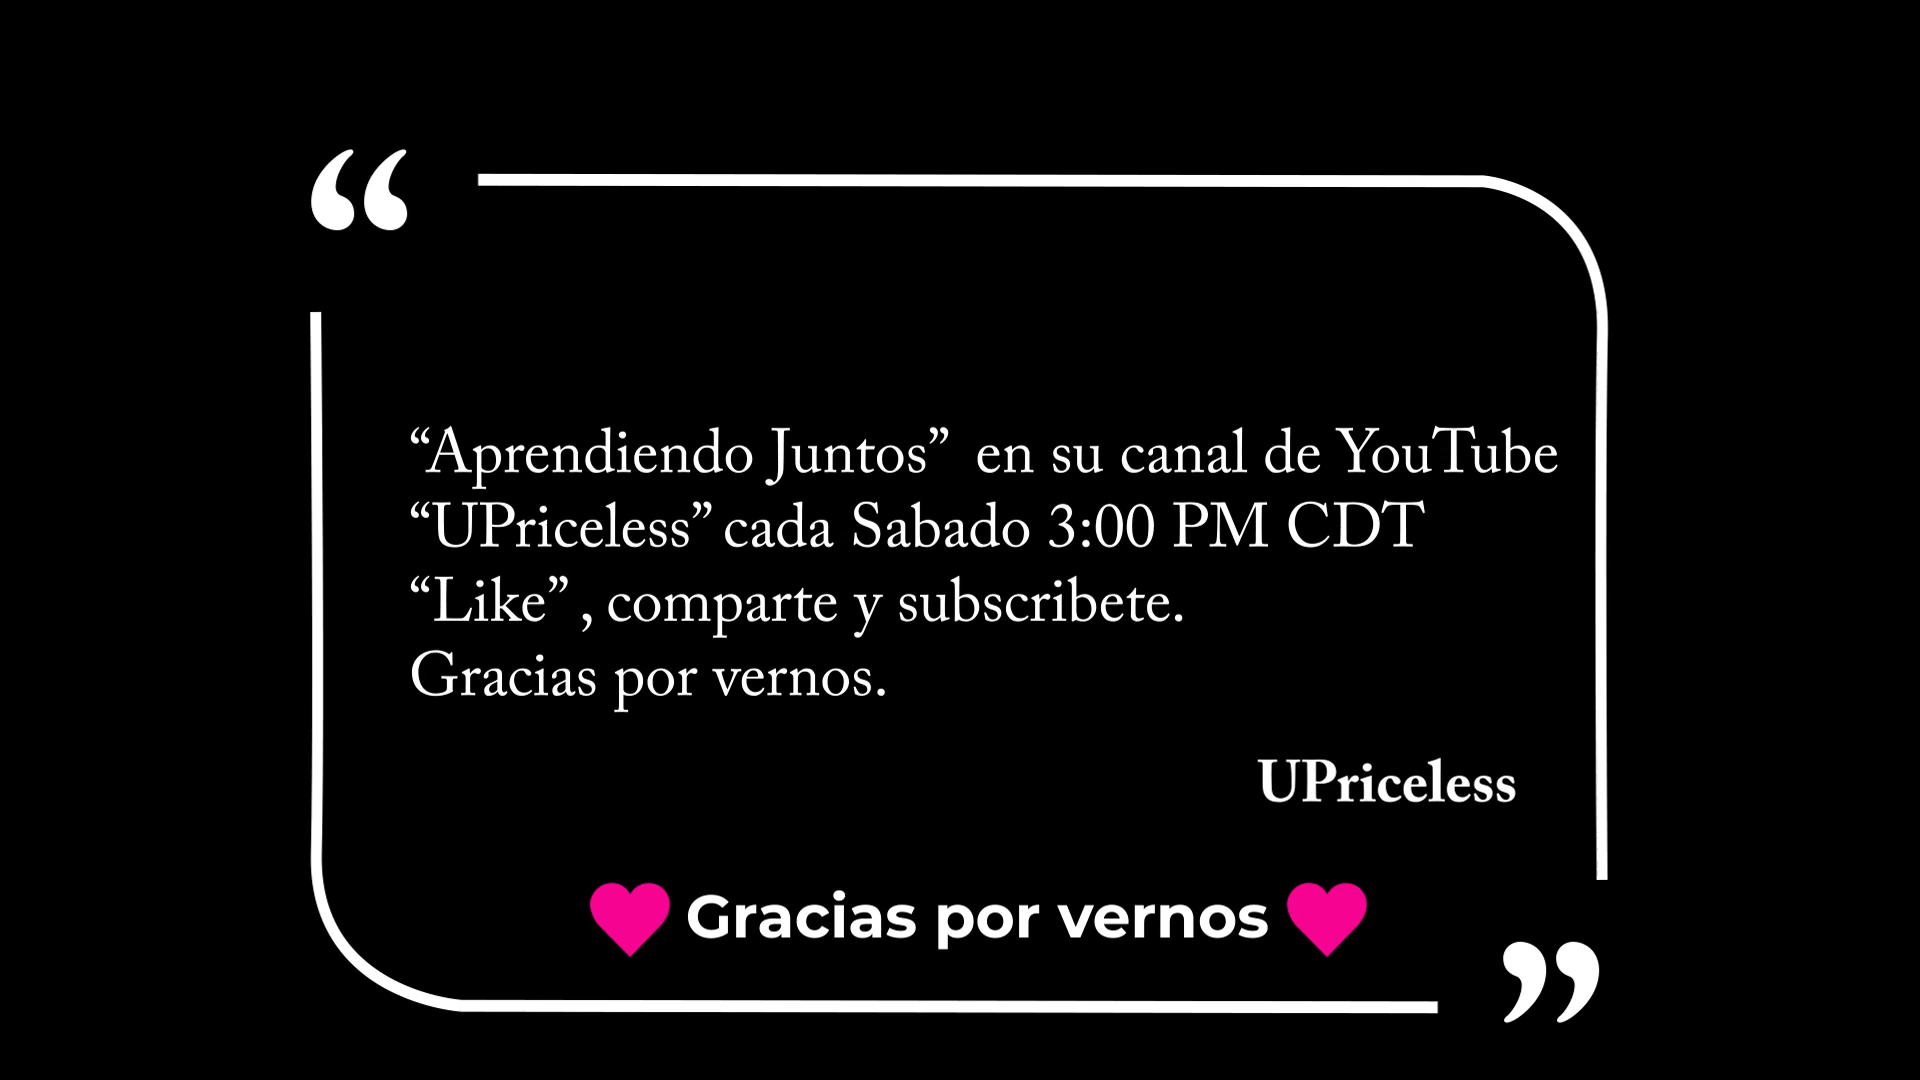 “Aprendiendo Juntos” en su canal de YouTube
“UPriceless” cada Sabado 3:00 PM CDT
“Like” , comparte y subscribete.
Gracias por vernos.
UPriceless
Gracias por vernos